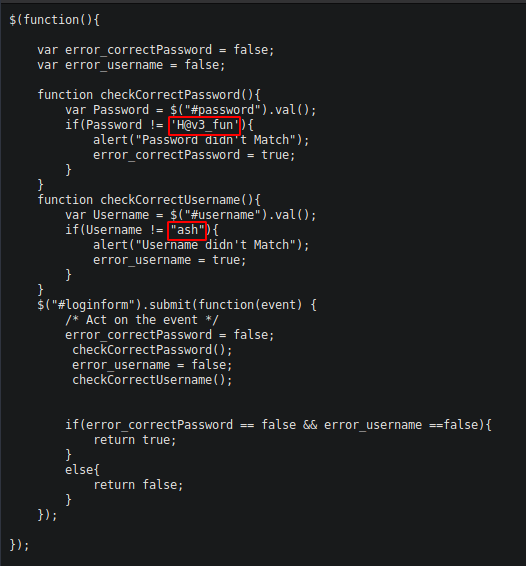 $(function(){
var error_correctPassword = false;
var error_username = false;
function checkCorrectPassword(){
var Password = $("#password").val();
if(Password != 'H@v3_fun'){
alert("Password didn't Match");
error_correctPassword = true;
}
}
function checkCorrectUsername(){
var Username = $("#username").val();
if(Username != "ash"){
alert("Username didn't Match");
error_username = true;
}
}
$("#loginform").submit(function(event) {
/* Act on the event */
error_correctPassword = false;
checkCorrectPassword();
error_username = false;
checkCorrectUsername();
if(error_correctPassword == false && error_username ==false){
return true;
}
else{
return false;
}
});
});